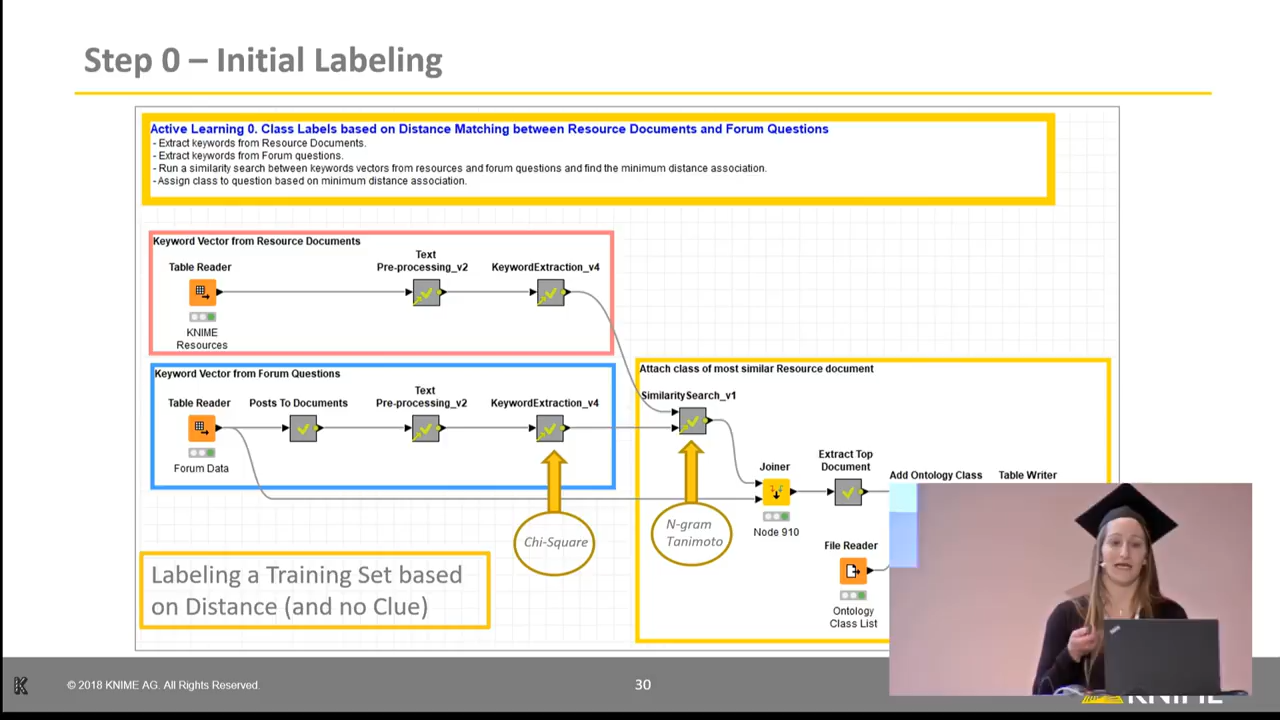 Step 0 – Initial Labeling
Active Learning 0. Class Labels based on Distance Matching between Resource Documents and Forum Questions
- Extract keywords from Resource Documents.
- Extract keywords from Forum questions.
- Run a similarity search between keywords vectors from resources and forum questions and find the minimum distance association.
- Assign class to question based on minimum distance association.
Keyword Vector from Resource Documents
Table Reader
Text
Pre-processing_v2
KeywordExtraction_v4
KNIME
Resources
Keyword Vector from Forum Questions
Table Reader
Posts To Documents
Text
Pre-processing_v2
KeywordExtraction_v4
Forum Data
Attach class of most similar Resource document
SimilaritySearch_v1
Joiner
Node 910
Extract Top
Document
Add Ontology Class
Table Writer
File Reader
Ontology
Class List
Chi-Square
N-gram
Tanimoto
Labeling a Training Set based
on Distance (and no Clue)
© 2018 KNIME AG. All Rights Reserved.
30
KNIME